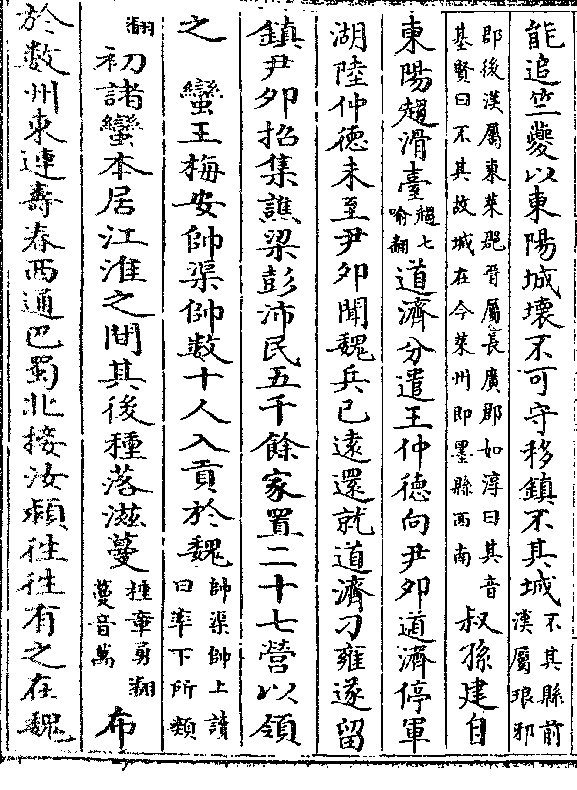 能追竺夔以東陽城壞不可守移鎮不其城不其縣前漢屬琅邪
郡後漢屬東萊郡晉屬長廣郡如淳曰其音基賢曰不其故城在今萊州即墨縣西南叔孫建自
東陽趨滑臺趨七喻翻道濟分遣王仲德向尹卯道濟停軍
湖陸仲德未至尹卯聞魏兵已遠還就道濟刁雍遂留
鎮尹卯招集譙梁彭沛民五千餘家置二十七營以領
之　蠻王梅安帥渠帥數十人入貢於魏帥渠帥上讀曰率下所類
翻初諸蠻本居江淮之間其後種落滋蔓種章勇翻蔓音萬布
於數州東連壽春西通巴蜀北接汝潁往往有之在魏